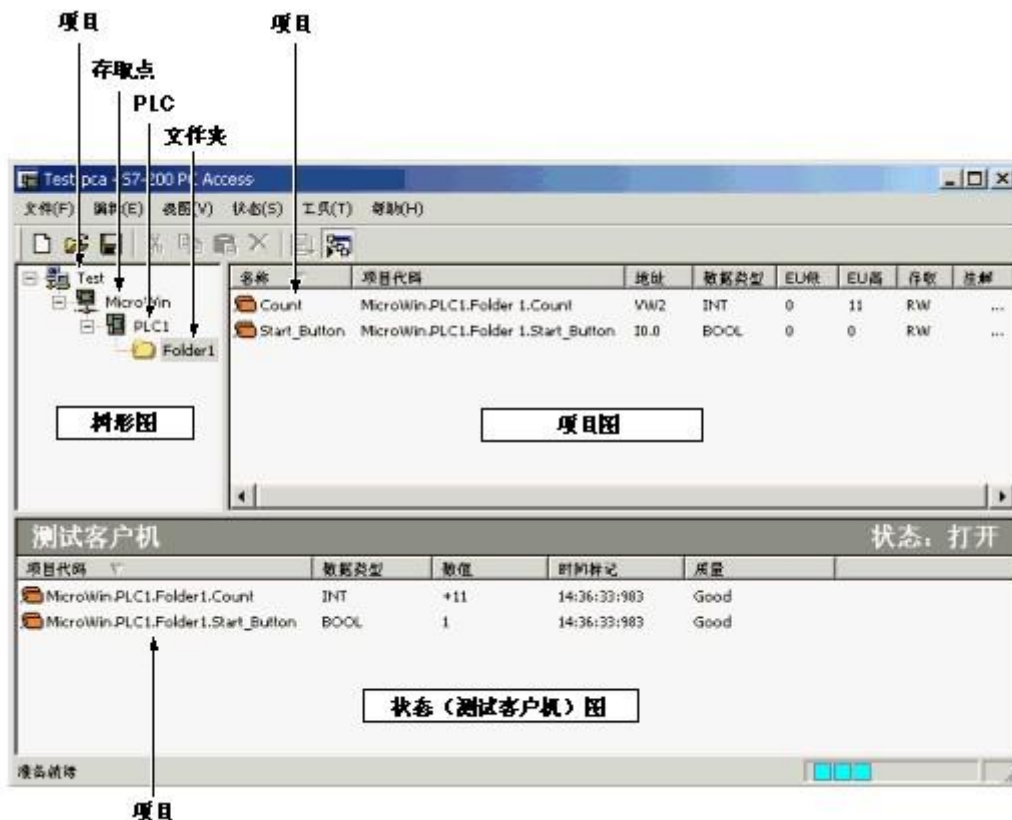 项目
项目
存取点
PLC
文件夹
Test.pca - S7-200 PC Access
文件(F) 编辑(E) 视图(V) 状态(S) 工具(T) 帮助(H)
Test
MicroWin
PLC1
Folder1
树形图
名称 项目代码 地址 数据类型 EU低 EU高 存取 注解
Count MicroWin.PLC1.Folder 1.Count VW2 INT 0 11 RW ...
Start_Button MicroWin.PLC1.Folder 1.Start_Button I0.0 BOOL 0 0 RW ...
项目图
测试客户机 状态：打开
项目代码 数据类型 数值 时间标记 质量
MicroWin.PLC1.Folder1.Count INT +11 14:36:33:983 Good
MicroWin.PLC1.Folder1.Start_Button BOOL 1 14:36:33:983 Good
状态（测试客户机）图
准备就绪
项目